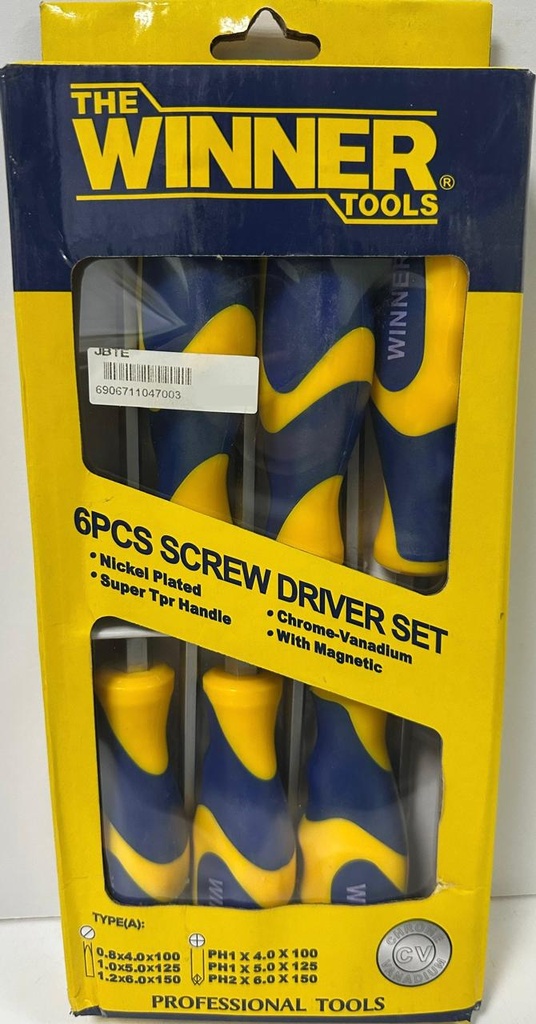 THE
WINNER®
TOOLS
WINNER
JBTE
6906711047003
6PCS SCREW DRIVER SET
• Nickel Plated
• Super Tpr Handle
• Chrome-Vanadium
• With Magnetic
TYPE(A):
0.8x4.0x100
1.0x5.0x125
1.2x6.0x150
PH1 X 4.0 X 100
PH1 X 5.0 X 125
PH2 X 6.0 X 150
CHROME
CV
VANADIUM
PROFESSIONAL TOOLS